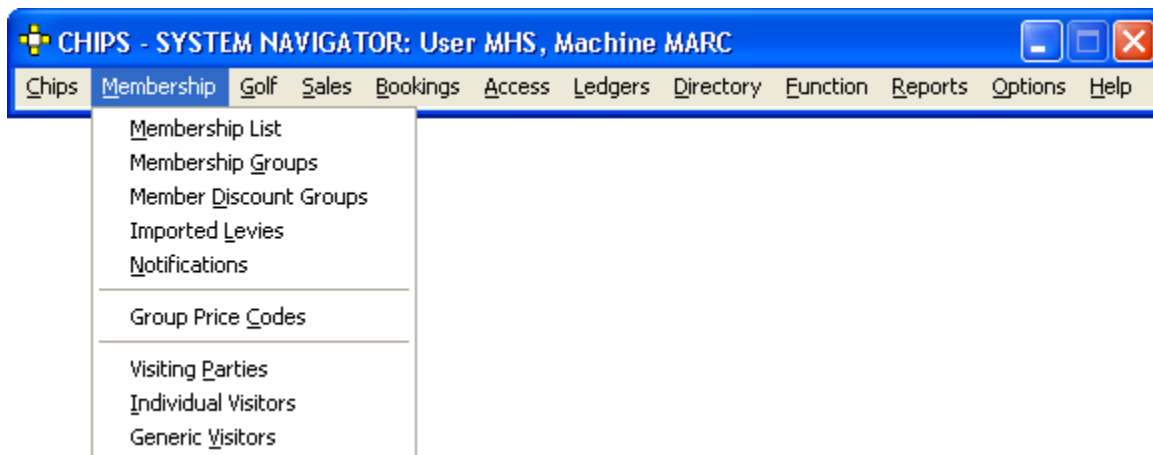 CHIPS - SYSTEM NAVIGATOR: User MHS, Machine MARC
Chips Membership Golf Sales Bookings Access Ledgers Directory Function Reports Options Help
Membership List
Membership Groups
Member Discount Groups
Imported Levies
Notifications
Group Price Codes
Visiting Parties
Individual Visitors
Generic Visitors